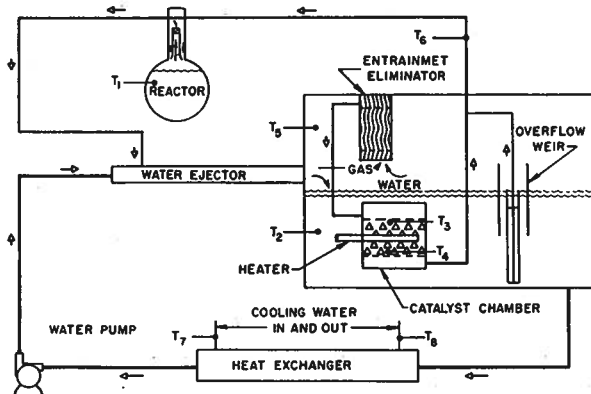 T6
ENTRAINMET
ELIMINATOR
T1
REACTOR
T5
OVERFLOW
WEIR
GAS
WATER EJECTOR
WATER
T2
T3
HEATER
T4
CATALYST CHAMBER
COOLING WATER
IN AND OUT
WATER PUMP
T7
T8
HEAT EXCHANGER